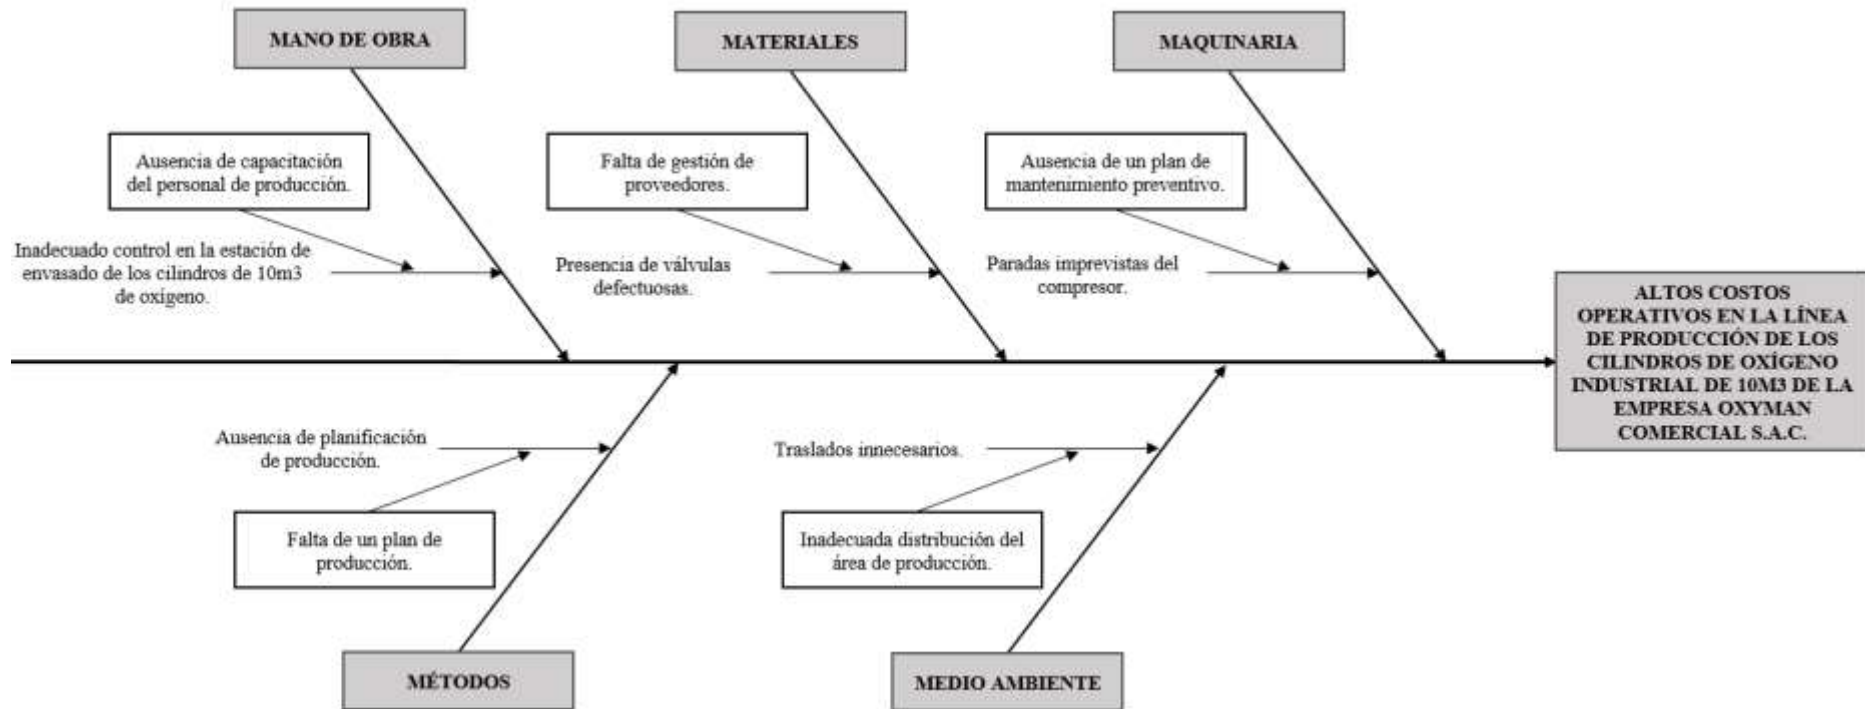 MANO DE OBRA
MATERIALES
MAQUINARIA
Ausencia de capacitación
del personal de producción.
Falta de gestión de
proveedores.
Ausencia de un plan de
mantenimiento preventivo.
Inadecuado control en la estación de
envasado de los cilindros de 10m3
de oxígeno.
Presencia de válvulas
defectuosas.
Paradas imprevistas del
compresor.
ALTOS COSTOS
OPERATIVOS EN LA LÍNEA
DE PRODUCCIÓN DE LOS
CILINDROS DE OXÍGENO
INDUSTRIAL DE 10M3 DE LA
EMPRESA OXYMAN
COMERCIAL S.A.C.
Ausencia de planificación
de producción.
Traslados innecesarios.
Falta de un plan de
producción.
Inadecuada distribución del
área de producción.
MÉTODOS
MEDIO AMBIENTE